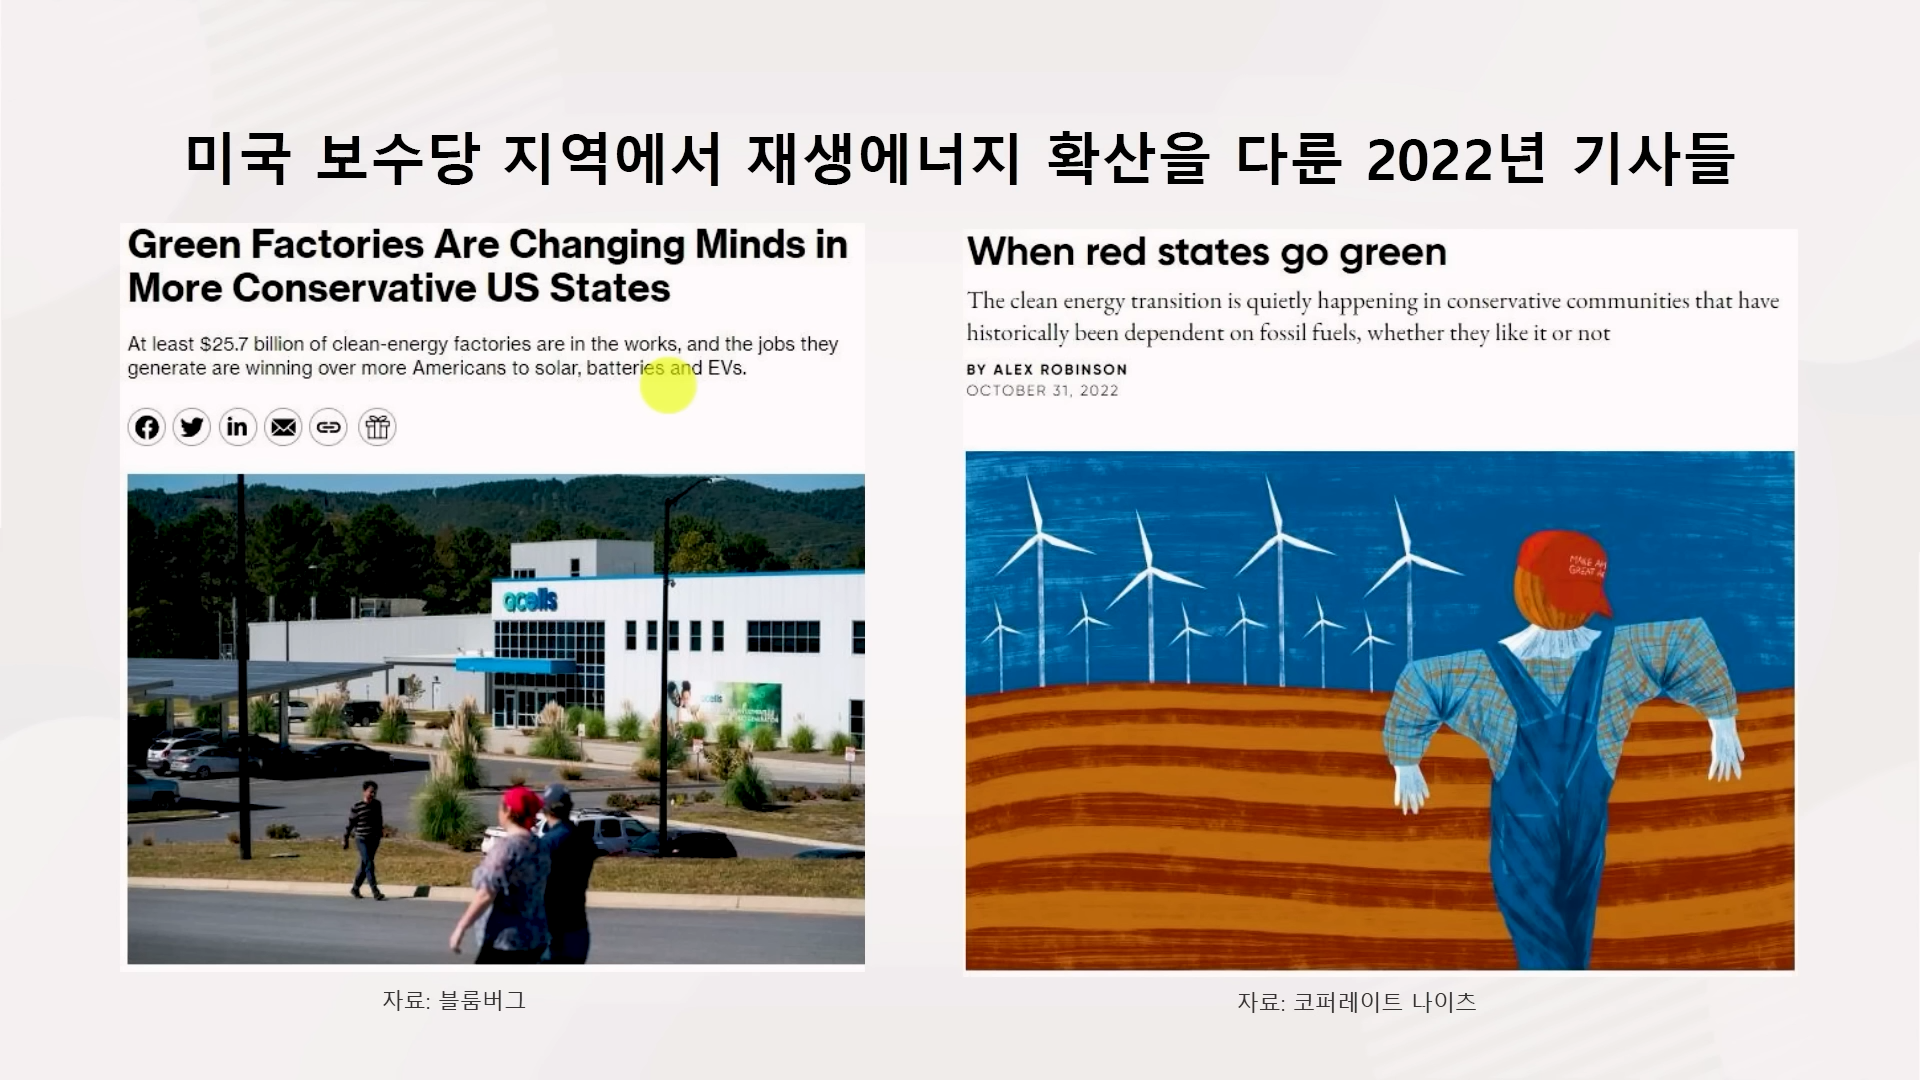 미국 보수당 지역에서 재생에너지 확산을 다룬 2022년 기사들
Green Factories Are Changing Minds in
More Conservative US States
At least $25.7 billion of clean-energy factories are in the works, and the jobs they
generate are winning over more Americans to solar, batteries and EVs.
qcells
qcells
자료: 블룸버그
When red states go green
The clean energy transition is quietly happening in conservative communities that have
historically been dependent on fossil fuels, whether they like it or not
BY ALEX ROBINSON
OCTOBER 31, 2022
MAKE AM
GREAT
자료: 코퍼레이트 나이츠